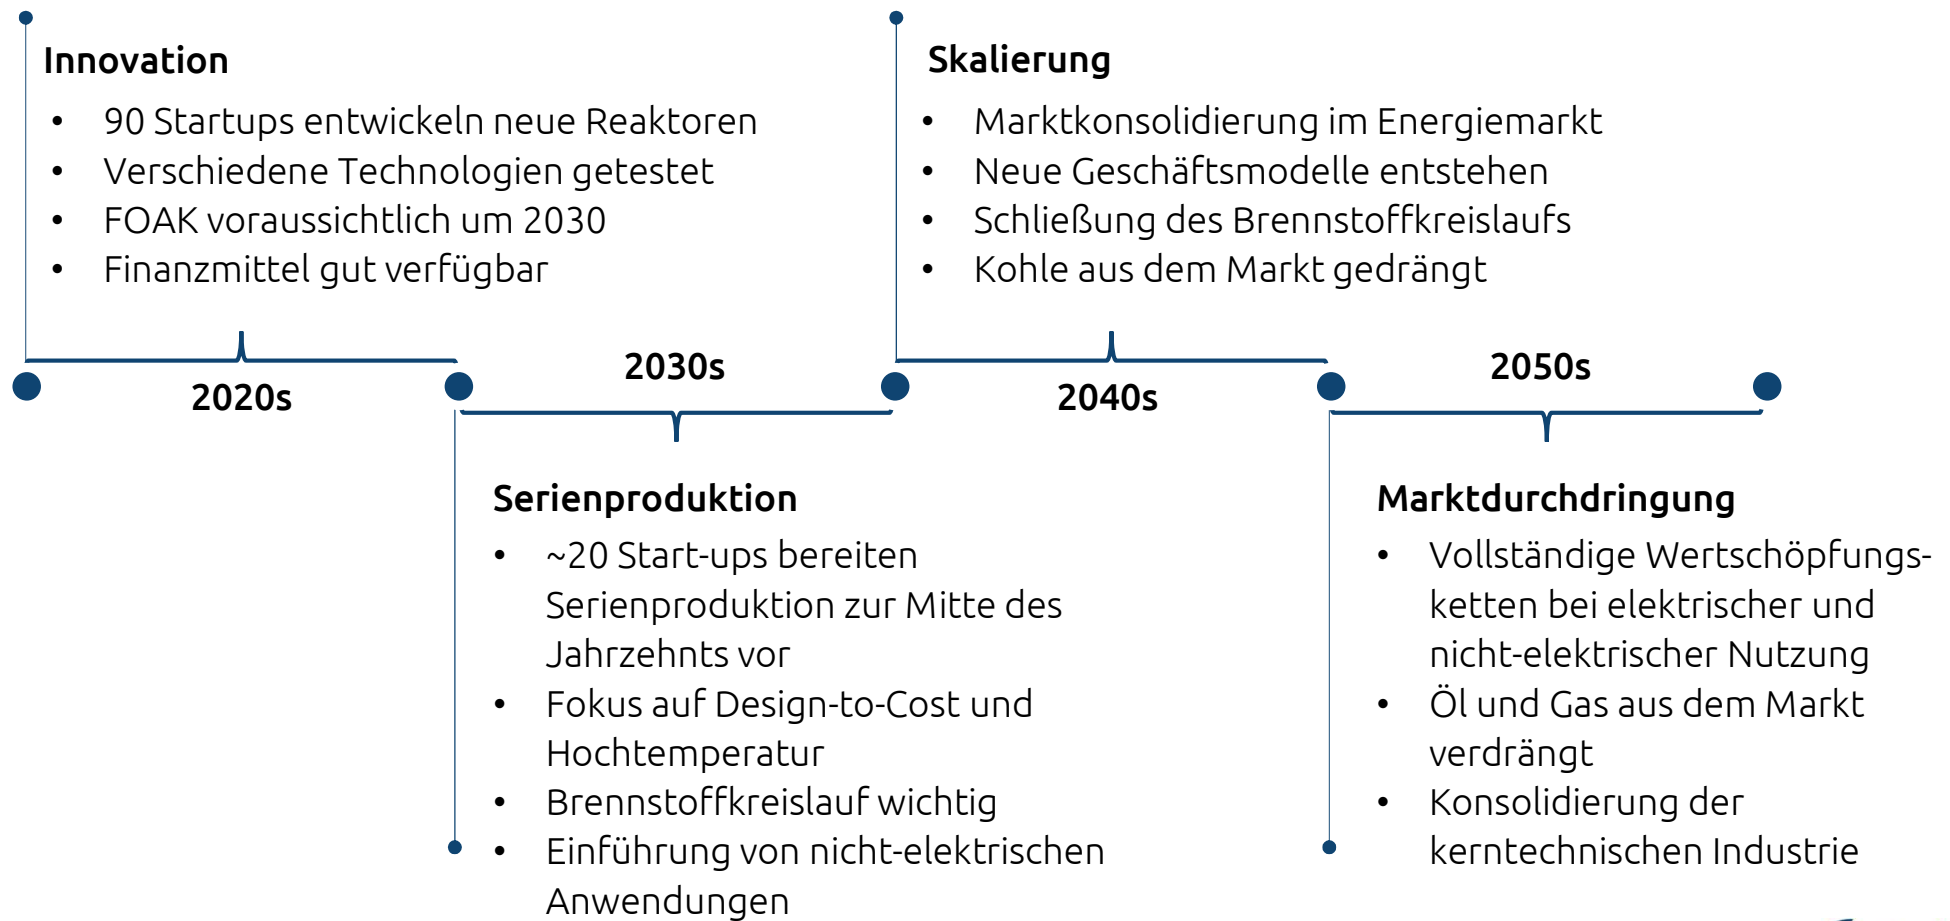 Innovation
• 90 Startups entwickeln neue Reaktoren
• Verschiedene Technologien getestet
• FOAK voraussichtlich um 2030
• Finanzmittel gut verfügbar
Skalierung
• Marktkonsolidierung im Energiemarkt
• Neue Geschäftsmodelle entstehen
• Schließung des Brennstoffkreislaufs
• Kohle aus dem Markt gedrängt
2020s
2030s
2040s
2050s
Serienproduktion
• ~20 Start-ups bereiten
Serienproduktion zur Mitte des
Jahrzehnts vor
• Fokus auf Design-to-Cost und
Hochtemperatur
• Brennstoffkreislauf wichtig
• Einführung von nicht-elektrischen
Anwendungen
Marktdurchdringung
• Vollständige Wertschöpfungs-
ketten bei elektrischer und
nicht-elektrischer Nutzung
• Öl und Gas aus dem Markt
verdrängt
• Konsolidierung der
kerntechnischen Industrie